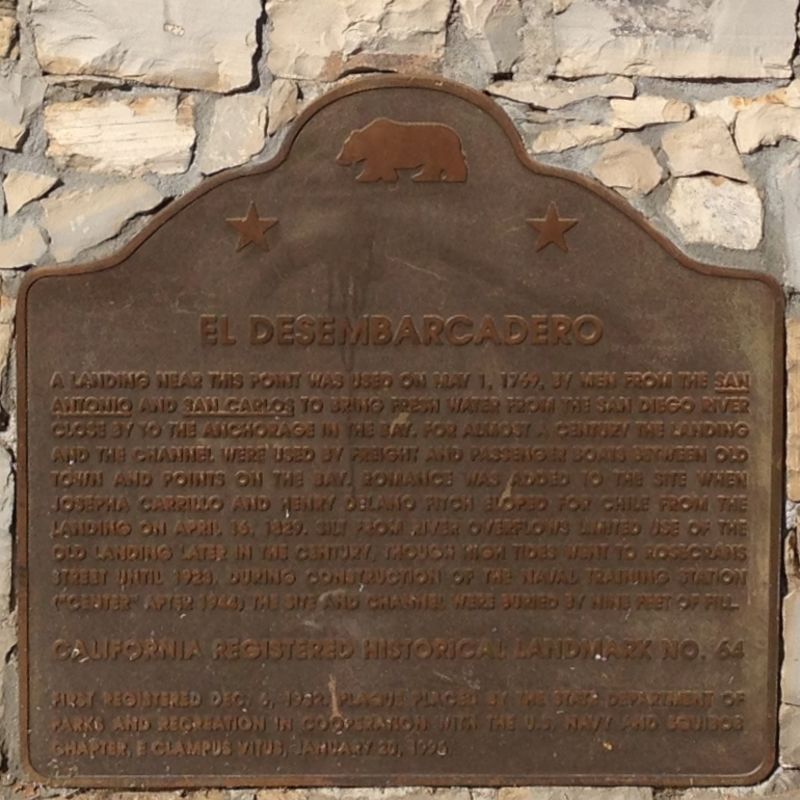 EL DESEMBARCADERO
A LANDING NEAR THIS POINT WAS USED ON MAY 1, 1769, BY MEN FROM THE SAN
ANTONIO AND SAN CARLOS TO BRING FRESH WATER FROM THE SAN DIEGO RIVER
CLOSE BY TO THE ANCHORAGE IN THE BAY. FOR ALMOST A CENTURY THE LANDING
AND THE CHANNEL WERE USED BY FREIGHT AND PASSENGER BOATS BETWEEN OLD
TOWN AND POINTS ON THE BAY. ROMANCE WAS ADDED TO THE SITE WHEN
JOSEPHA CARRILLO AND HENRY DELANO FITCH ELOPED FOR CHILE FROM THE
LANDING ON APRIL 16, 1829. SILT FROM RIVER OVERFLOWS LIMITED USE OF THE
OLD LANDING LATER IN THE CENTURY, THOUGH HIGH TIDES WENT TO ROSECRANS
STREET UNTIL DURING CONSTRUCTION OF THE NAVAL TRAINING STATION
("CENTER" AFTER 1944) THE SITE AND CHANNEL WERE BURIED BY NINE FEET OF FILL.
CALIFORNIA REGISTERED HISTORICAL LANDMARK NO. 64
FIRST REGISTERED DEC. 6, 1932. PLAQUE PLACED BY THE STATE DEPARTMENT OF
PARKS AND RECREATION IN COOPERATION WITH THE U.S. NAVY AND SQUIBOB
CHAPTER, E CLAMPUS VITUS, JANUARY 20,